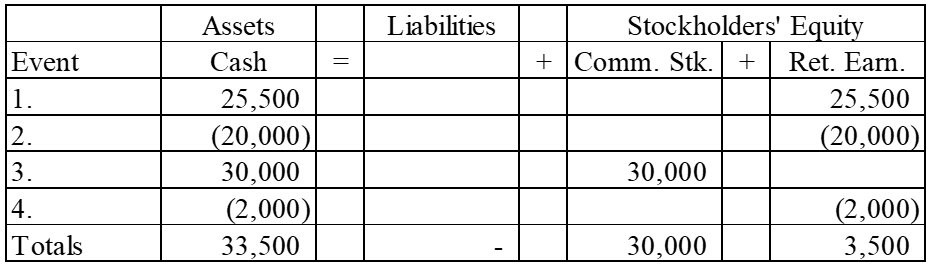 Assets Liabilities Stockholders' Equity
Event Cash = + Comm. Stk. + Ret. Earn.
1. 25,500 25,500
2. (20,000) (20,000)
3. 30,000 30,000
4. (2,000) (2,000)
Totals 33,500 - 30,000 3,500